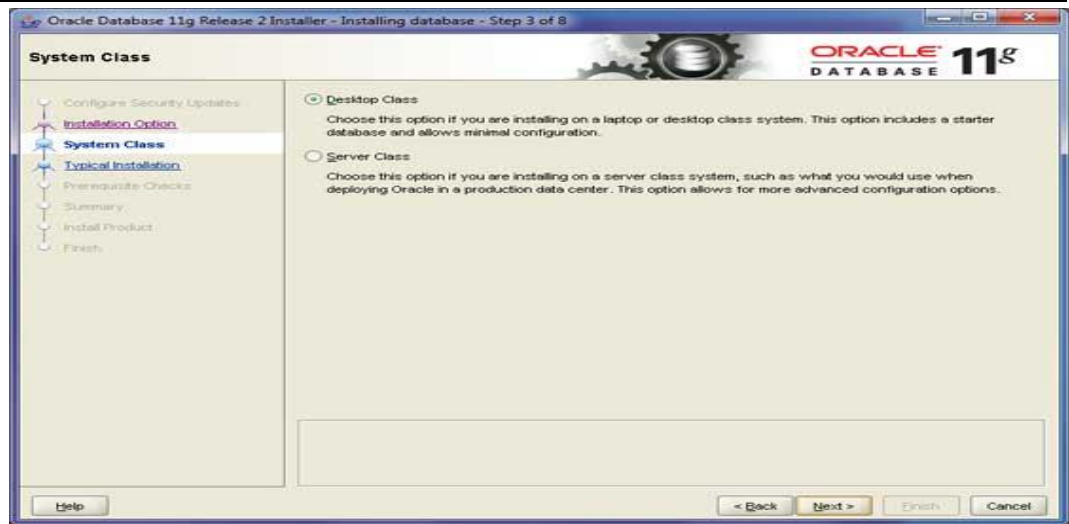 Oracle Database 11g Release 2 Installer - Installing database - Step 3 of 8
System Class
ORACLE
DATABASE 11g
Configure Security Updates
Installation Option
System Class
Typical Installation
Prerequisite Checks
Summary
Install Product
Finish
Desktop Class
Choose this option if you are installing on a laptop or desktop class system. This option includes a starter
database and allows minimal configuration.
Server Class
Choose this option if you are installing on a server class system, such as what you would use when
deploying Oracle in a production data center. This option allows for more advanced configuration options.
Help
< Back
Next >
Finish
Cancel